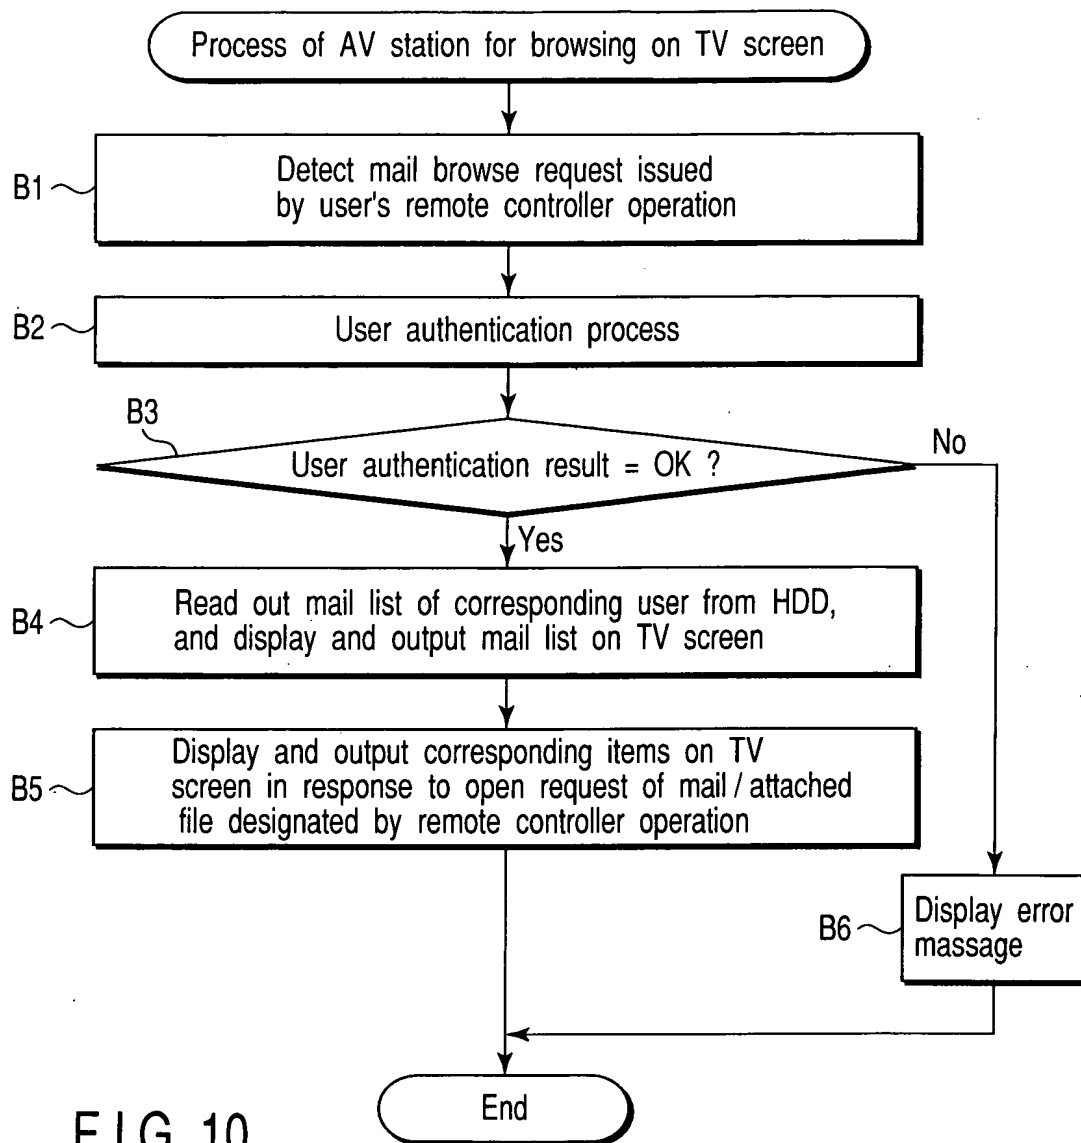 Process of AV station for browsing on TV screen
B1
Detect mail browse request issued
by user's remote controller operation
B2
User authentication process
B3
User authentication result = OK ?
No
Yes
B4
Read out mail list of corresponding user from HDD,
and display and output mail list on TV screen
B5
Display and output corresponding items on TV
screen in response to open request of mail / attached
file designated by remote controller operation
B6
Display error
massage
End
FIG. 10